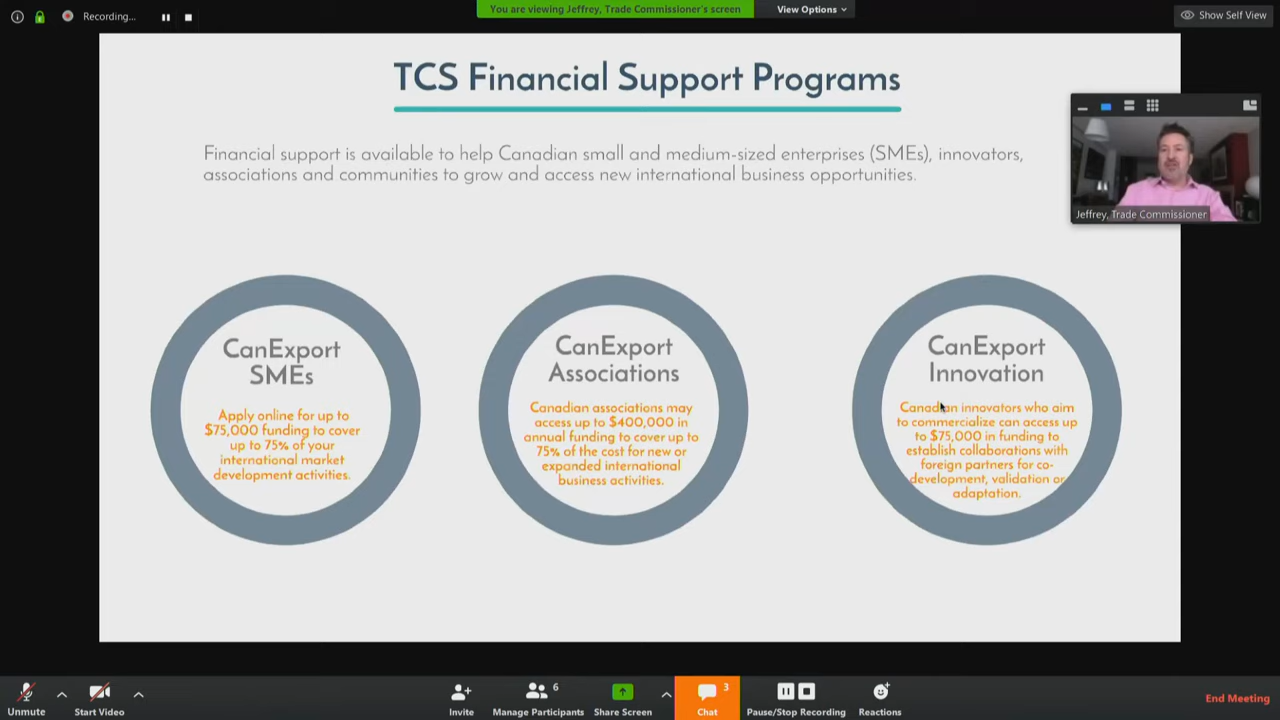 Recording...
You are viewing Jeffrey, Trade Commissioner's screen
View Options
Show Self View
TCS Financial Support Programs
Financial support is available to help Canadian small and medium-sized enterprises (SMEs), innovators,
associations and communities to grow and access new international business opportunities.
Jeffrey, Trade Commissioner
CanExport
SMEs
Apply online for up to
$75,000 funding to cover
up to 75% of your
international market
development activities.
CanExport
Associations
Canadian associations may
access up to $400,000 in
annual funding to cover up to
75% of the cost for new or
expanded international
business activities.
CanExport
Innovation
Canadian innovators who aim
to commercialize can access up
to $75,000 in funding to
establish collaborations with
foreign partners for co-
development, validation or
adaptation.
Unmute
Start Video
Invite
6
Manage Participants
Share Screen
3
Chat
Pause/Stop Recording
Reactions
End Meeting